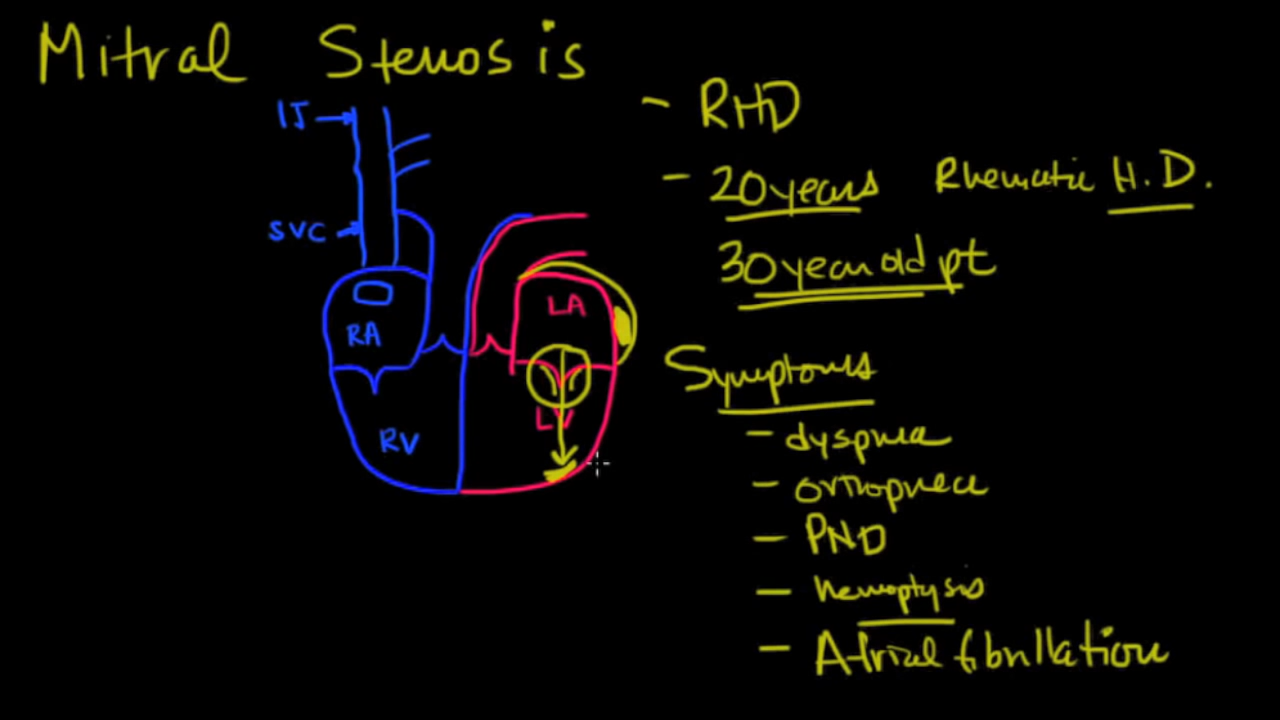 Mitral Stenosis
- RHD
- 20 years Rhematic H.D.
30 year old pt
Symptoms
- dyspnea
- orthopnea
- PND
- hemoptysis
- Atrial fibrillation
IJ
SVC
RA
RV
LA
LV